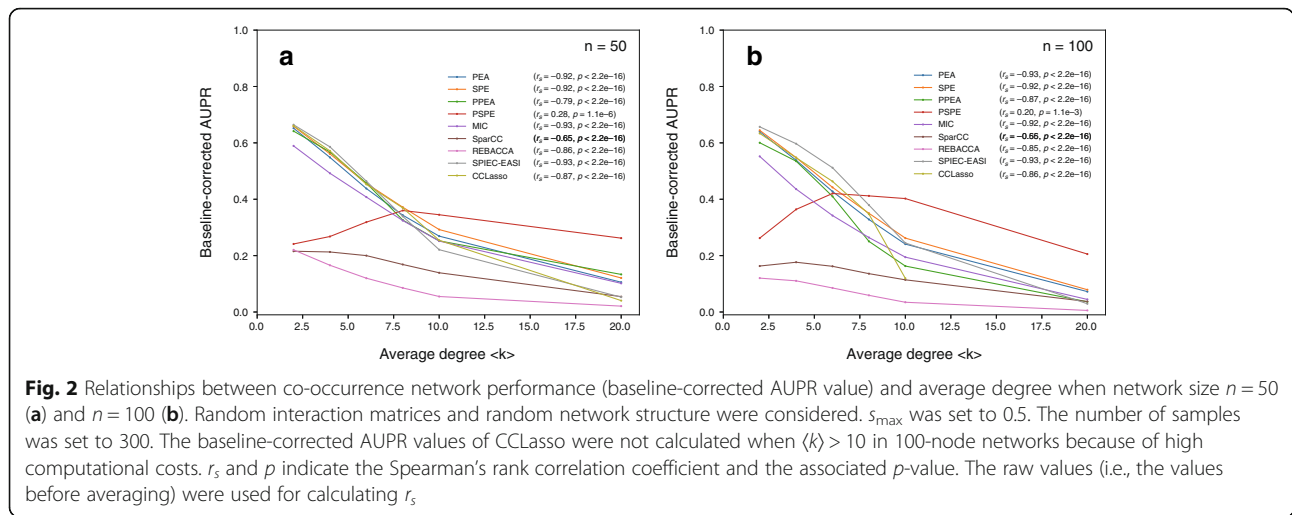 a
n = 50
1.0
0.8
0.6
0.4
0.2
0.0
Baseline-corrected AUPR
PEA (rs = −0.92, p < 2.2e−16)
SPE (rs = −0.92, p < 2.2e−16)
PPEA (rs = −0.79, p < 2.2e−16)
PSPE (rs = 0.28, p = 1.1e−6)
MIC (rs = −0.93, p < 2.2e−16)
SparCC (rs = −0.65, p < 2.2e−16)
REBACCA (rs = −0.86, p < 2.2e−16)
SPIEC-EASI (rs = −0.93, p < 2.2e−16)
CCLasso (rs = −0.87, p < 2.2e−16)
0.0 2.5 5.0 7.5 10.0 12.5 15.0 17.5 20.0
Average degree <k>
b
n = 100
1.0
0.8
0.6
0.4
0.2
0.0
Baseline-corrected AUPR
PEA (rs = −0.93, p < 2.2e−16)
SPE (rs = −0.92, p < 2.2e−16)
PPEA (rs = −0.87, p < 2.2e−16)
PSPE (rs = 0.20, p = 1.1e−3)
MIC (rs = −0.92, p < 2.2e−16)
SparCC (rs = −0.56, p < 2.2e−16)
REBACCA (rs = −0.85, p < 2.2e−16)
SPIEC-EASI (rs = −0.93, p < 2.2e−16)
CCLasso (rs = −0.86, p < 2.2e−16)
0.0 2.5 5.0 7.5 10.0 12.5 15.0 17.5 20.0
Average degree <k>
Fig. 2 Relationships between co-occurrence network performance (baseline-corrected AUPR value) and average degree when network size n = 50
(a) and n = 100 (b). Random interaction matrices and random network structure were considered. smax was set to 0.5. The number of samples
was set to 300. The baseline-corrected AUPR values of CCLasso were not calculated when ⟨k⟩ > 10 in 100-node networks because of high
computational costs. rs and p indicate the Spearman's rank correlation coefficient and the associated p-value. The raw values (i.e., the values
before averaging) were used for calculating rs